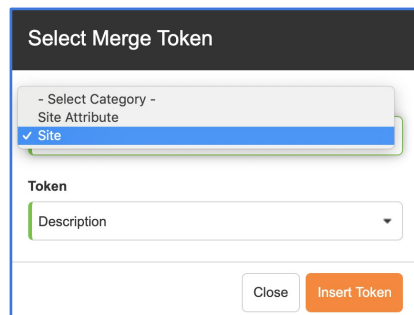 Select Merge Token
- Select Category -
Site Attribute
✓ Site
Token
Description
Close Insert Token